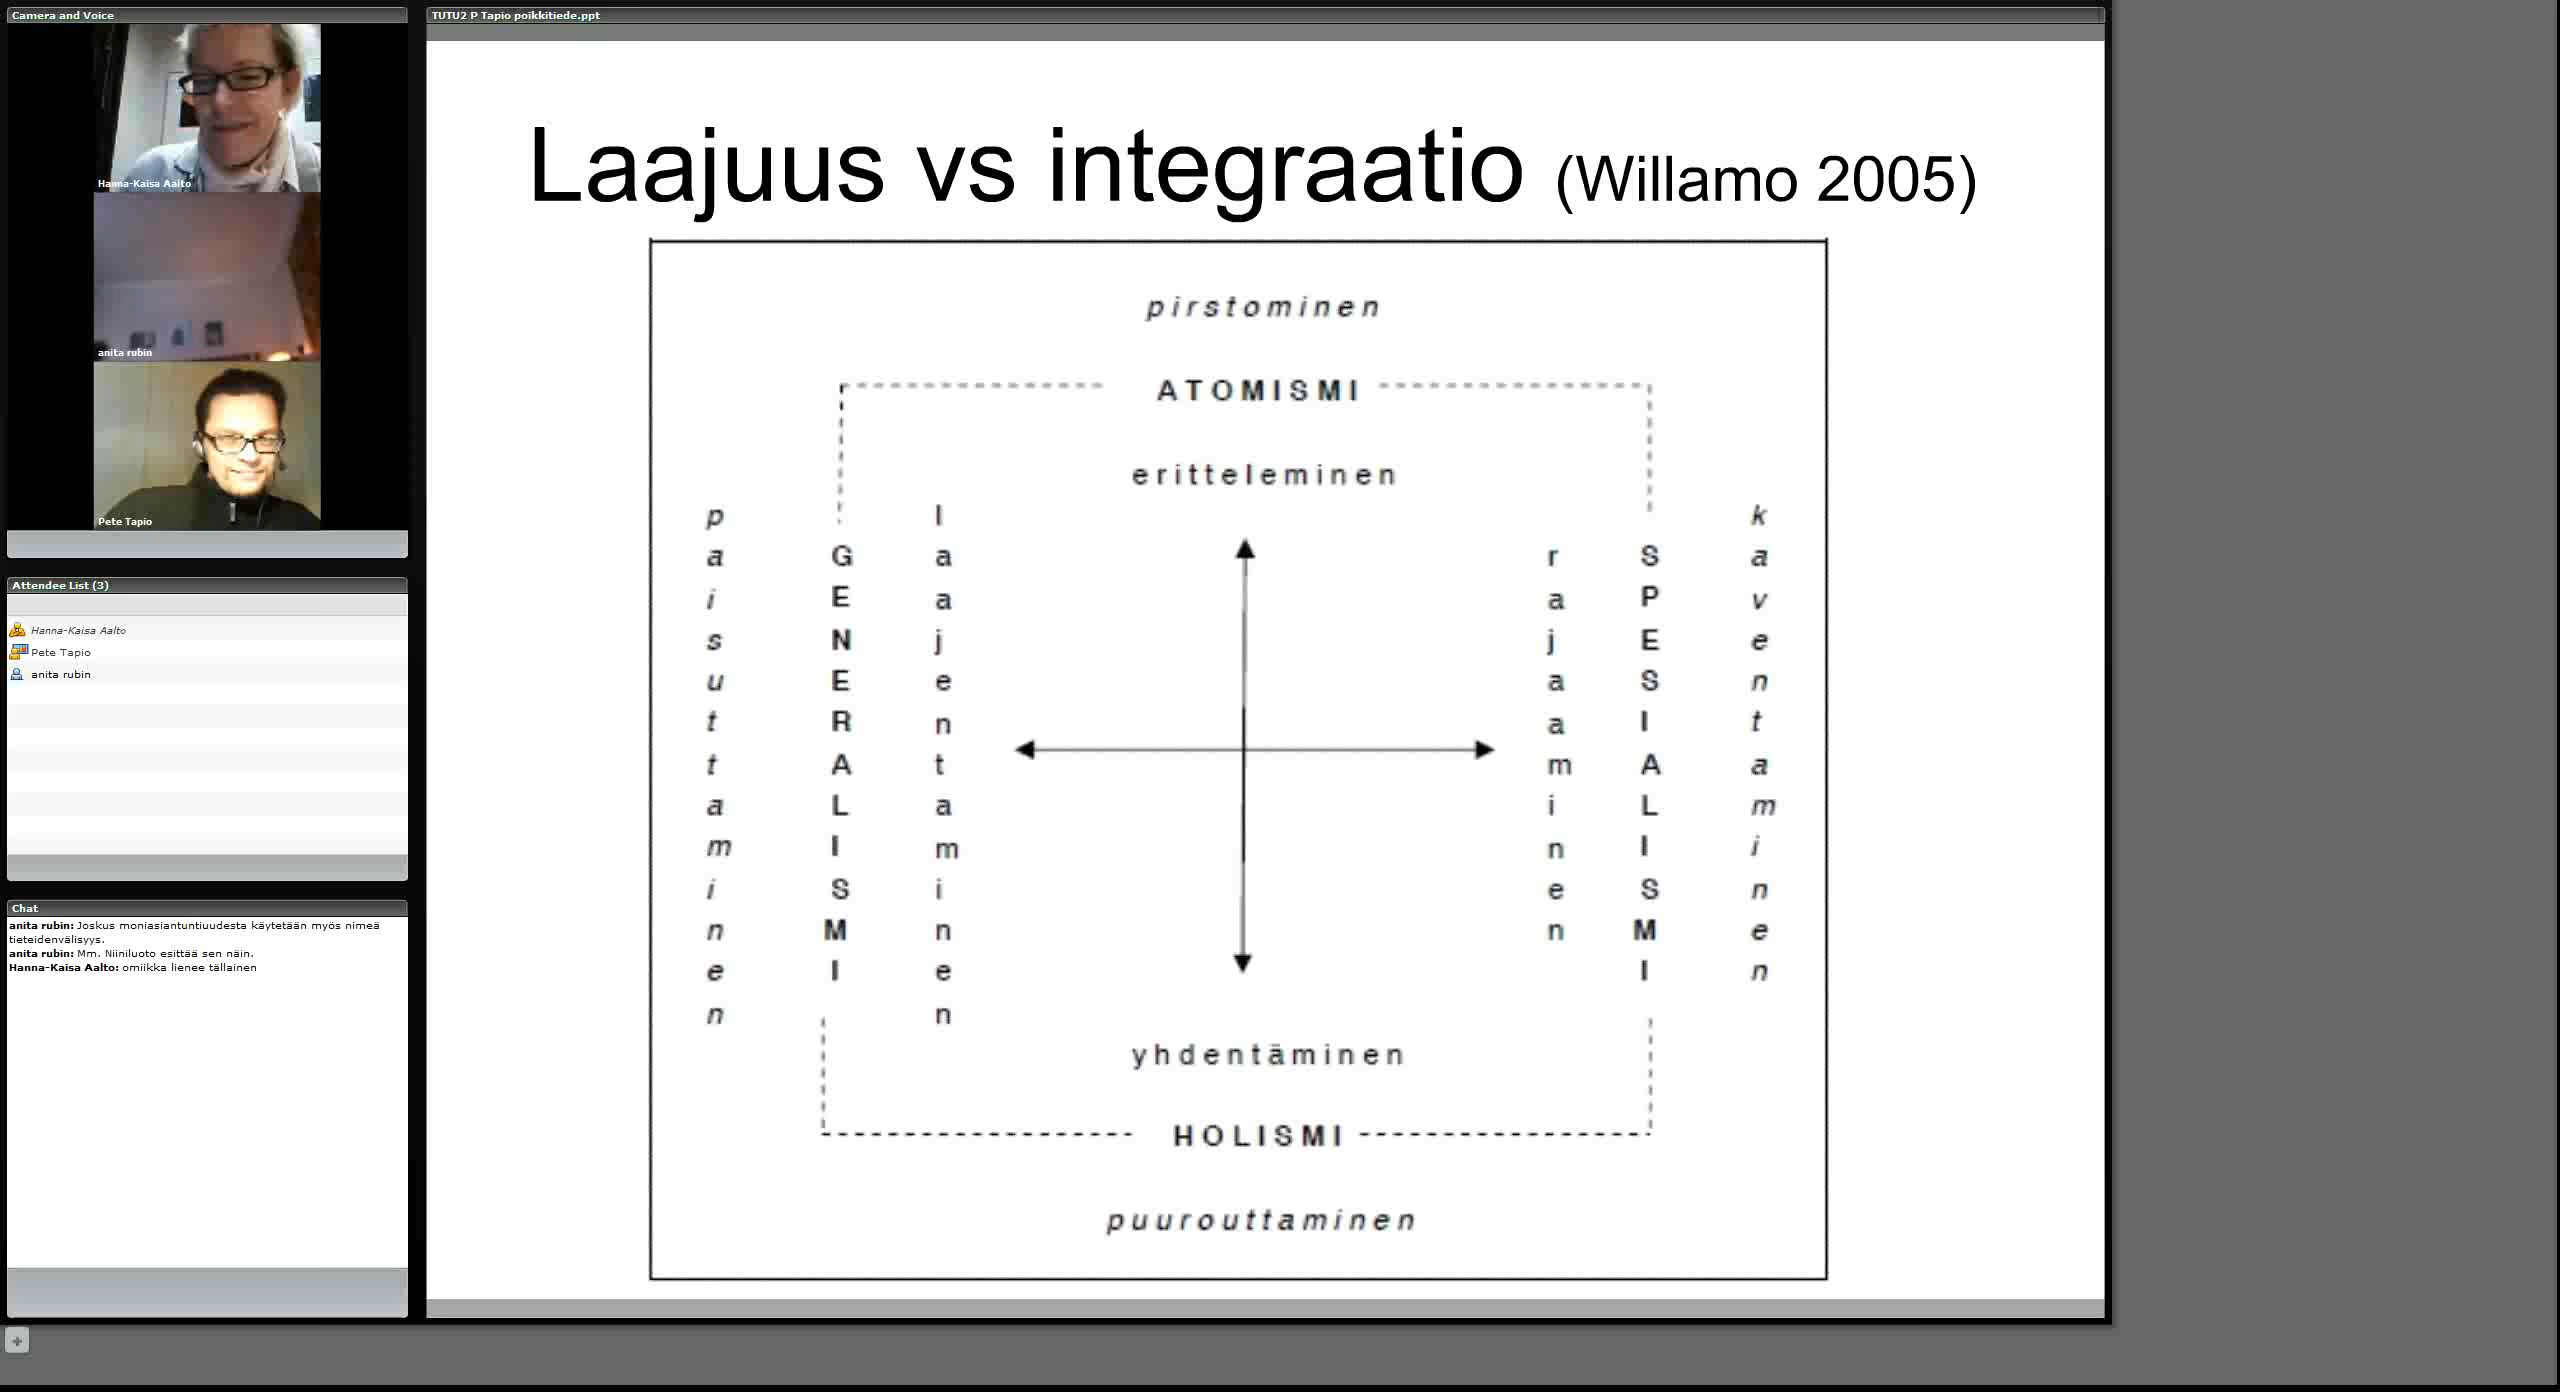 Camera and Voice
Hanna-Kaisa Aalto
anita rubin
Pete Tapio
Attendee List (3)
Hanna-Kaisa Aalto
Pete Tapio
anita rubin
Chat
anita rubin: Joskus moniasiantuntiuudesta käytetään myös nimeä
tieteidenvälisyys.
anita rubin: Mm. Niiniluoto esittää sen näin.
Hanna-Kaisa Aalto: omiikka lienee tällainen
TUTU2 P Tapio poikkitiede.ppt
Laajuus vs integraatio (Willamo 2005)
pirstominen
ATOMISMI
eritteleminen
paisuttaminen
GENERALISMI
laajentaminen
rajaaminen
SPESIALISMI
kaventaminen
yhdentäminen
HOLISMI
puurouttaminen